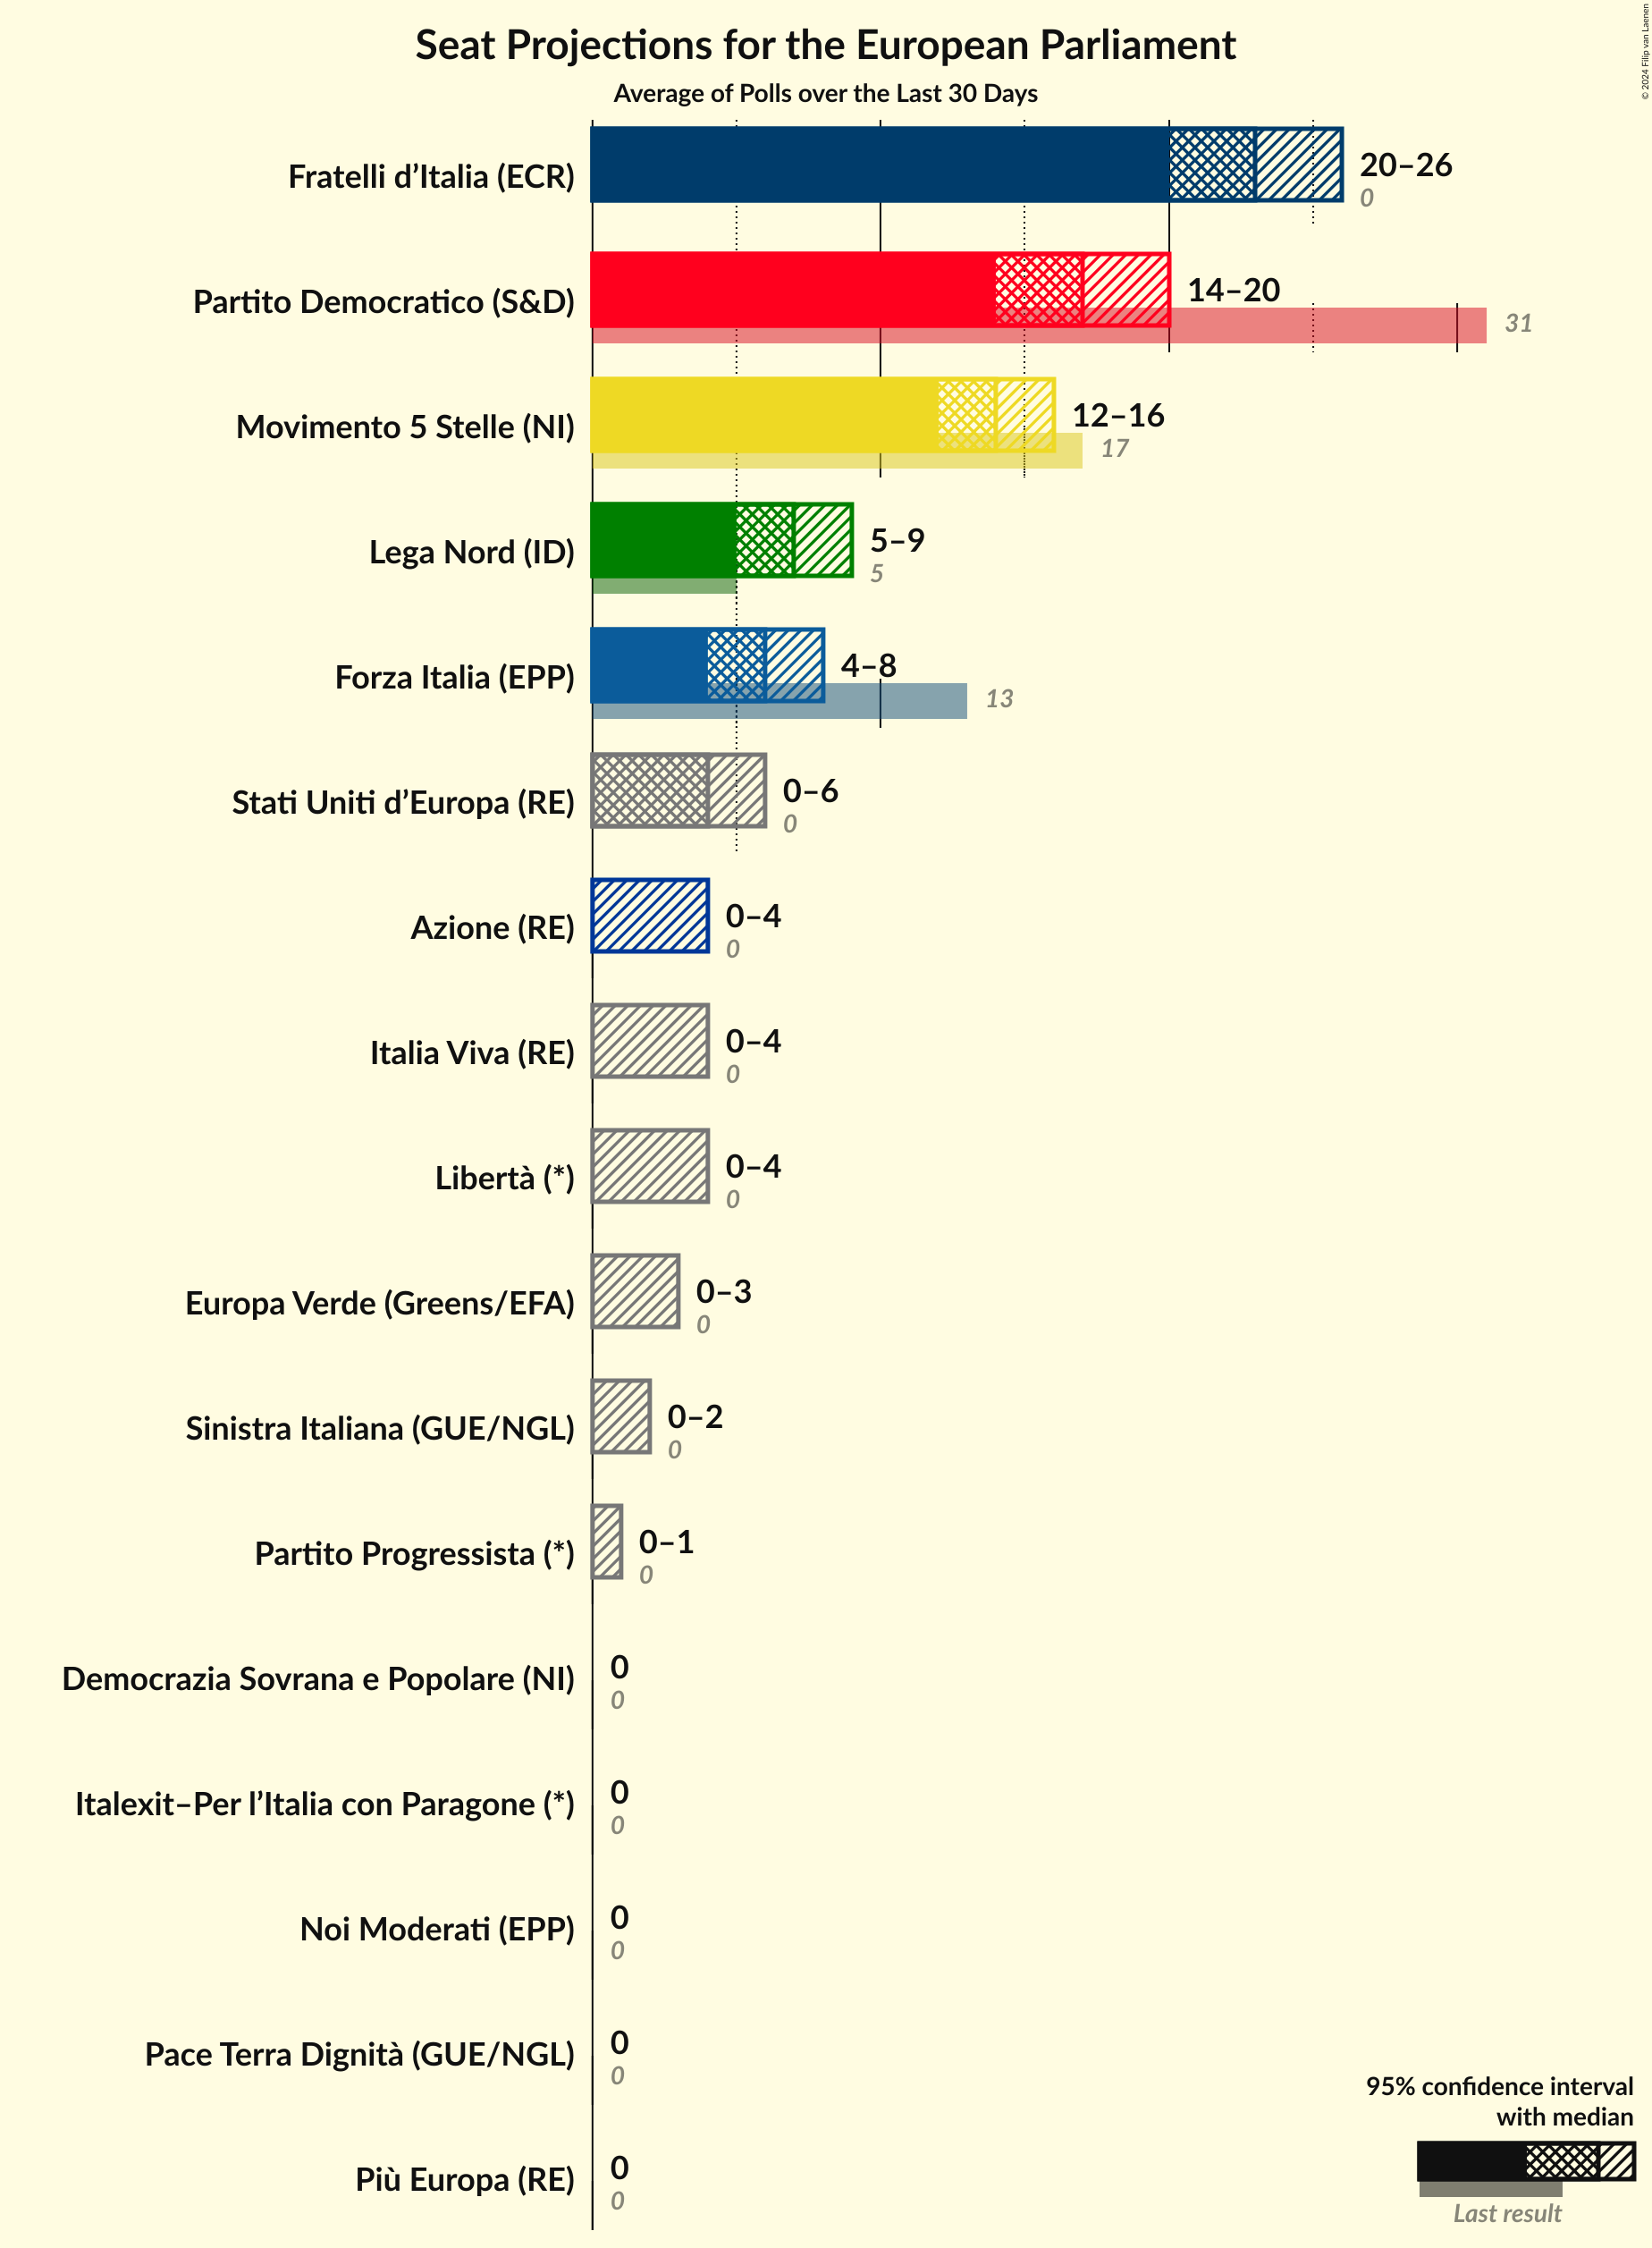 Seat Projections for the European Parliament
Average of Polls over the Last 30 Days
© 2024 Filip van Laenen
Fratelli d’Italia (ECR)
20–26
0
Partito Democratico (S&D)
14–20
31
Movimento 5 Stelle (NI)
12–16
17
Lega Nord (ID)
5–9
5
Forza Italia (EPP)
4–8
13
Stati Uniti d’Europa (RE)
0–6
0
Azione (RE)
0–4
0
Italia Viva (RE)
0–4
0
Libertà (*)
0–4
0
Europa Verde (Greens/EFA)
0–3
0
Sinistra Italiana (GUE/NGL)
0–2
0
Partito Progressista (*)
0–1
0
Democrazia Sovrana e Popolare (NI)
0
0
Italexit–Per l’Italia con Paragone (*)
0
0
Noi Moderati (EPP)
0
0
Pace Terra Dignità (GUE/NGL)
0
0
Più Europa (RE)
0
0
95% confidence interval
with median
Last result